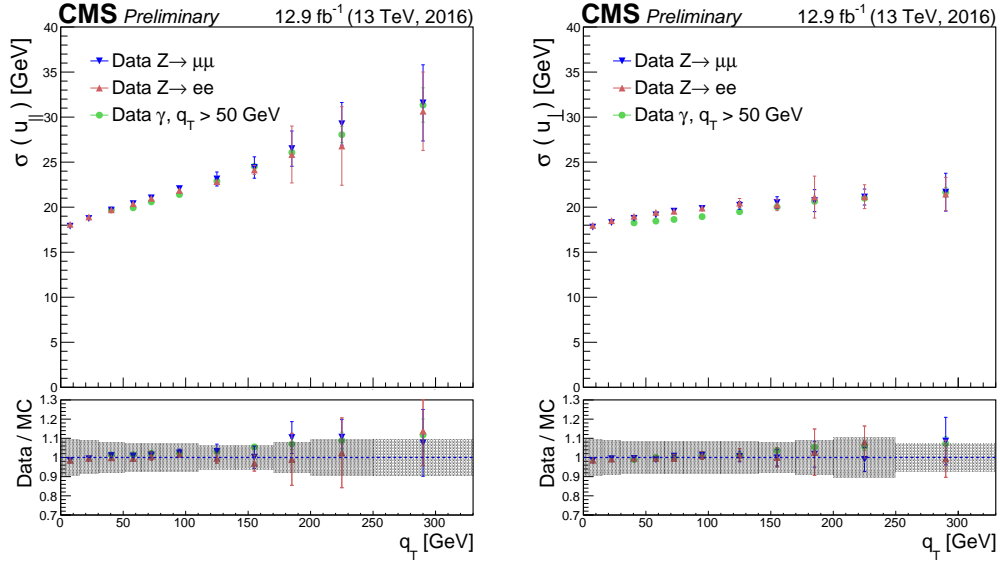 CMS Preliminary 12.9 fb-1 (13 TeV, 2016)
σ ( u|| ) [GeV]
40
35
30
25
20
15
10
5
0
Data Z→ μμ
Data Z→ ee
Data γ, qT > 50 GeV
Data / MC
1.3
1.2
1.1
1
0.9
0.8
0.7
0 50 100 150 200 250 300
qT [GeV]
CMS Preliminary 12.9 fb-1 (13 TeV, 2016)
σ ( u⊥ ) [GeV]
40
35
30
25
20
15
10
5
0
Data Z→ μμ
Data Z→ ee
Data γ, qT > 50 GeV
Data / MC
1.3
1.2
1.1
1
0.9
0.8
0.7
0 50 100 150 200 250 300
qT [GeV]